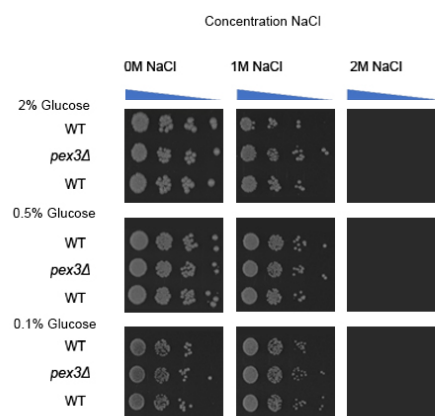 Concentration NaCl
0M NaCl 1M NaCl 2M NaCl
2% Glucose
WT
pex3Δ
WT
0.5% Glucose
WT
pex3Δ
WT
0.1% Glucose
WT
pex3Δ
WT